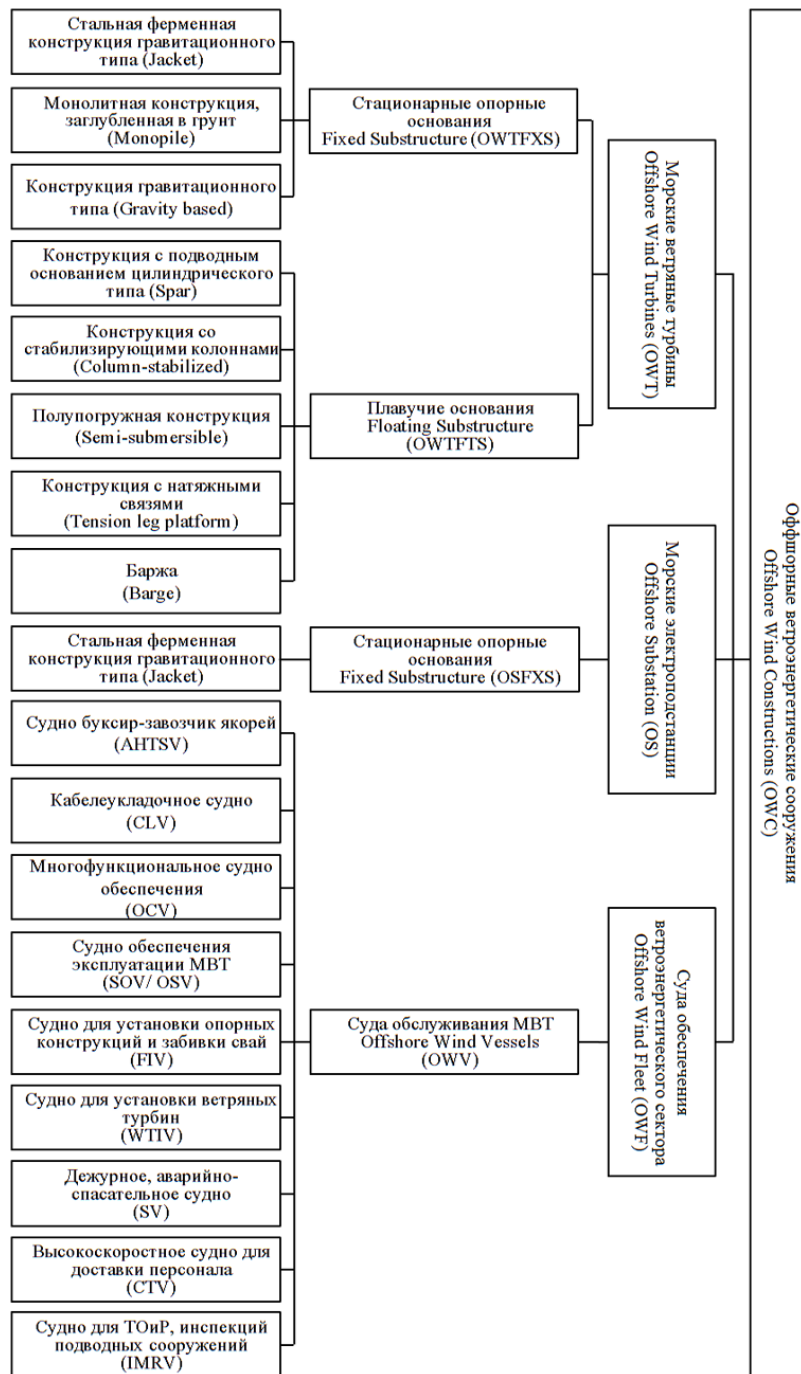 Стальная ферменная
конструкция гравитационного
типа (Jacket)
Монолитная конструкция,
заглубленная в грунт
(Monopile)
Конструкция гравитационного
типа (Gravity based)
Конструкция с подводным
основанием цилиндрического
типа (Spar)
Конструкция со
стабилизирующими колоннами
(Column-stabilized)
Полупогружная конструкция
(Semi-submersible)
Конструкция с натяжными
связями
(Tension leg platform)
Баржа
(Barge)
Стальная ферменная
конструкция гравитационного
типа (Jacket)
Судно буксир-завозчик якорей
(AHTSV)
Кабелеукладочное судно
(CLV)
Многофункциональное судно
обеспечения
(OCV)
Судно обеспечения
эксплуатации МВТ
(SOV/ OSV)
Судно для установки опорных
конструкций и забивки свай
(FIV)
Судно для установки ветряных
турбин
(WTIV)
Дежурное, аварийно-
спасательное судно
(SV)
Высокоскоростное судно для
доставки персонала
(CTV)
Судно для ТОиР, инспекций
подводных сооружений
(IMRV)
Стационарные опорные
основания
Fixed Substructure (OWTFXS)
Плавучие основания
Floating Substructure
(OWTFTS)
Стационарные опорные
основания
Fixed Substructure (OSFXS)
Суда обслуживания МВТ
Offshore Wind Vessels
(OWV)
Морские ветряные турбины
Offshore Wind Turbines (OWT)
Морские электроподстанции
Offshore Substation (OS)
Суда обеспечения
ветроэнергетического сектора
Offshore Wind Fleet (OWF)
Оффшорные ветроэнергетические сооружения
Offshore Wind Constructions (OWC)